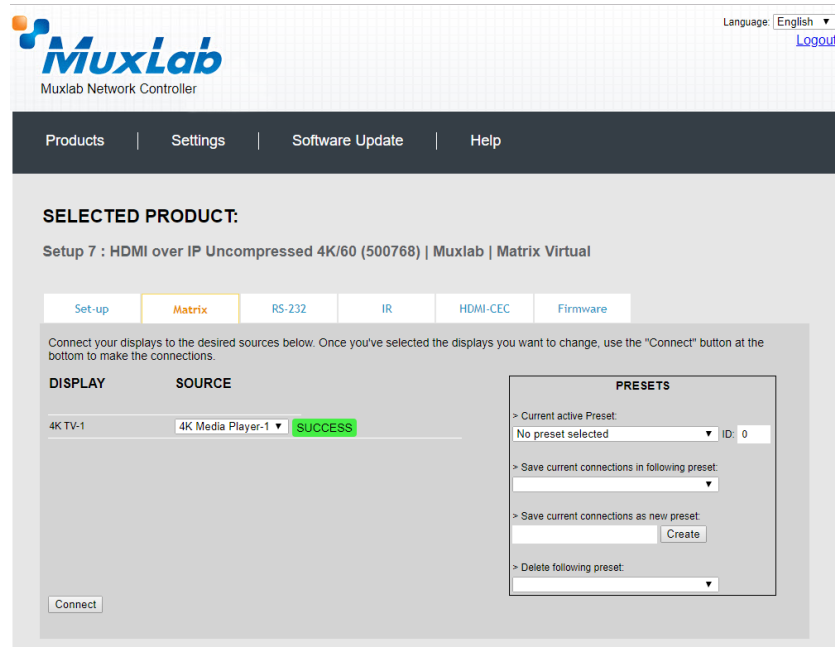 Language: English
Logout
MuxLab
Muxlab Network Controller
Products | Settings | Software Update | Help
SELECTED PRODUCT:
Setup 7 : HDMI over IP Uncompressed 4K/60 (500768) | Muxlab | Matrix Virtual
Set-up Matrix RS-232 IR HDMI-CEC Firmware
Connect your displays to the desired sources below. Once you've selected the displays you want to change, use the "Connect" button at the
bottom to make the connections.
DISPLAY SOURCE
4K TV-1 4K Media Player-1 SUCCESS
PRESETS
> Current active Preset:
No preset selected ID: 0
> Save current connections in following preset:
> Save current connections as new preset:
Create
> Delete following preset:
Connect